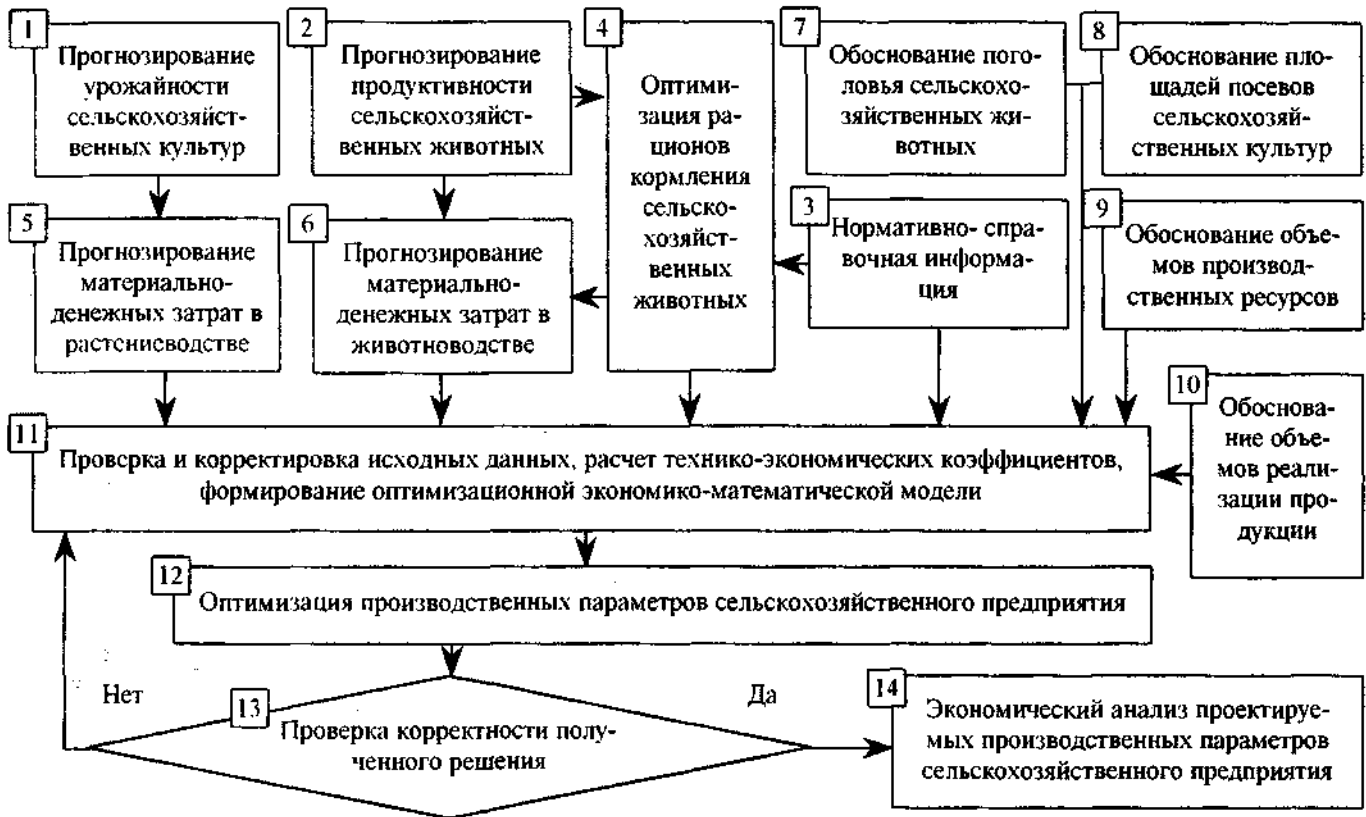 1
Прогнозирование
урожайности
сельскохозяйст-
венных культур
2
Прогнозирование
продуктивности
сельскохозяйст-
венных животных
4
Оптими-
зация ра-
ционов
кормления
сельско-
хозяйст-
венных
животных
7
Обоснование пого-
ловья сельскохо-
зяйственных жи-
вотных
8
Обоснование пло-
щадей посевов
сельскохозяй-
ственных культур
5
Прогнозирование
материально-
денежных затрат в
растениеводстве
6
Прогнозирование
материально-
денежных затрат в
животноводстве
3
Нормативно- спра-
вочная информа-
ция
9
Обоснование объе-
мов производ-
ственных ресурсов
10
Обоснова-
ние объе-
мов реали-
зации про-
дукции
11
Проверка и корректировка исходных данных, расчет технико-экономических коэффициентов,
формирование оптимизационной экономико-математической модели
12
Оптимизация производственных параметров сельскохозяйственного предприятия
Нет
13
Проверка корректности полу-
ченного решения
Да
14
Экономический анализ проектируе-
мых производственных параметров
сельскохозяйственного предприятия